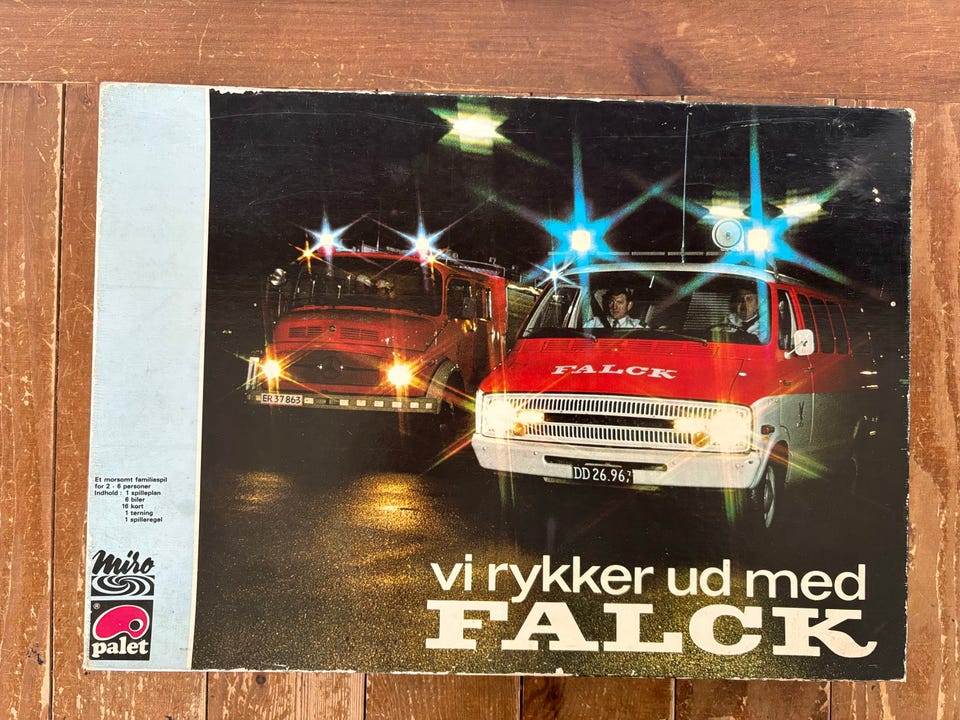 FALCK
ER 37 863
DD 26.96
Et morsomt familiespil
for 2 - 6 personer
Indhold : 1 spilleplan
6 biler
16 kort
1 terning
1 spilleregel
miro
®
palet
vi rykker ud med
FALCK